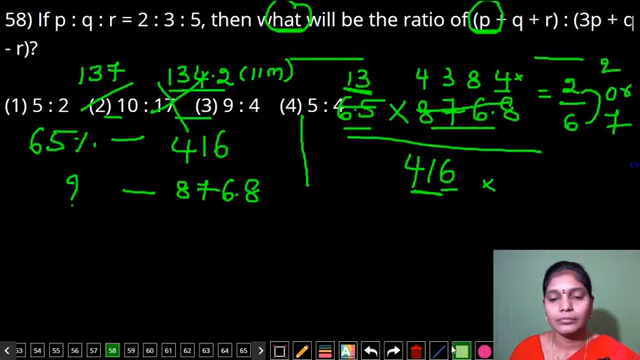 58) If p : q : r = 2 : 3 : 5, then what will be the ratio of (p + q + r) : (3p + q
- r)?
137 134.2 (11m) 13 4 3 8 4 2
(1) 5 : 2 (2) 10 : 17 (3) 9 : 4 (4) 5 : 4 65 × 876.8 = 2/6 or 7
65% — 416
416 ×
? — 876.8
53 54 55 56 57 58 59 60 61 62 63 64 65 66 67